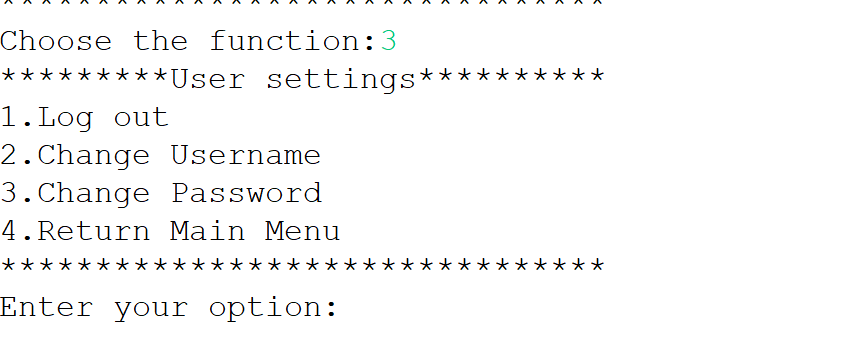 ********************************
Choose the function:3
*********User settings**********
1.Log out
2.Change Username
3.Change Password
4.Return Main Menu
********************************
Enter your option: